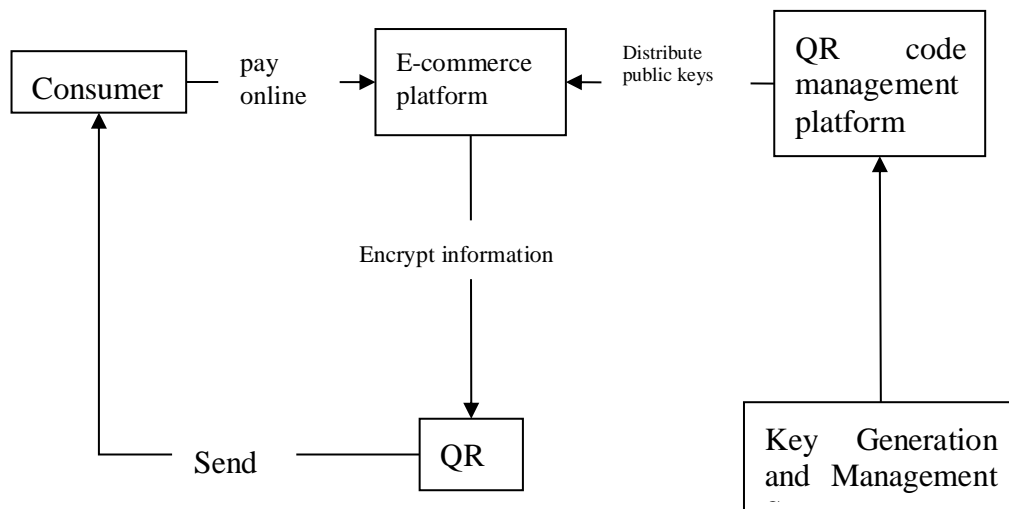 Consumer
pay
online
E-commerce
platform
Distribute
public keys
QR code
management
platform
Encrypt information
Send
QR
Key Generation
and Management